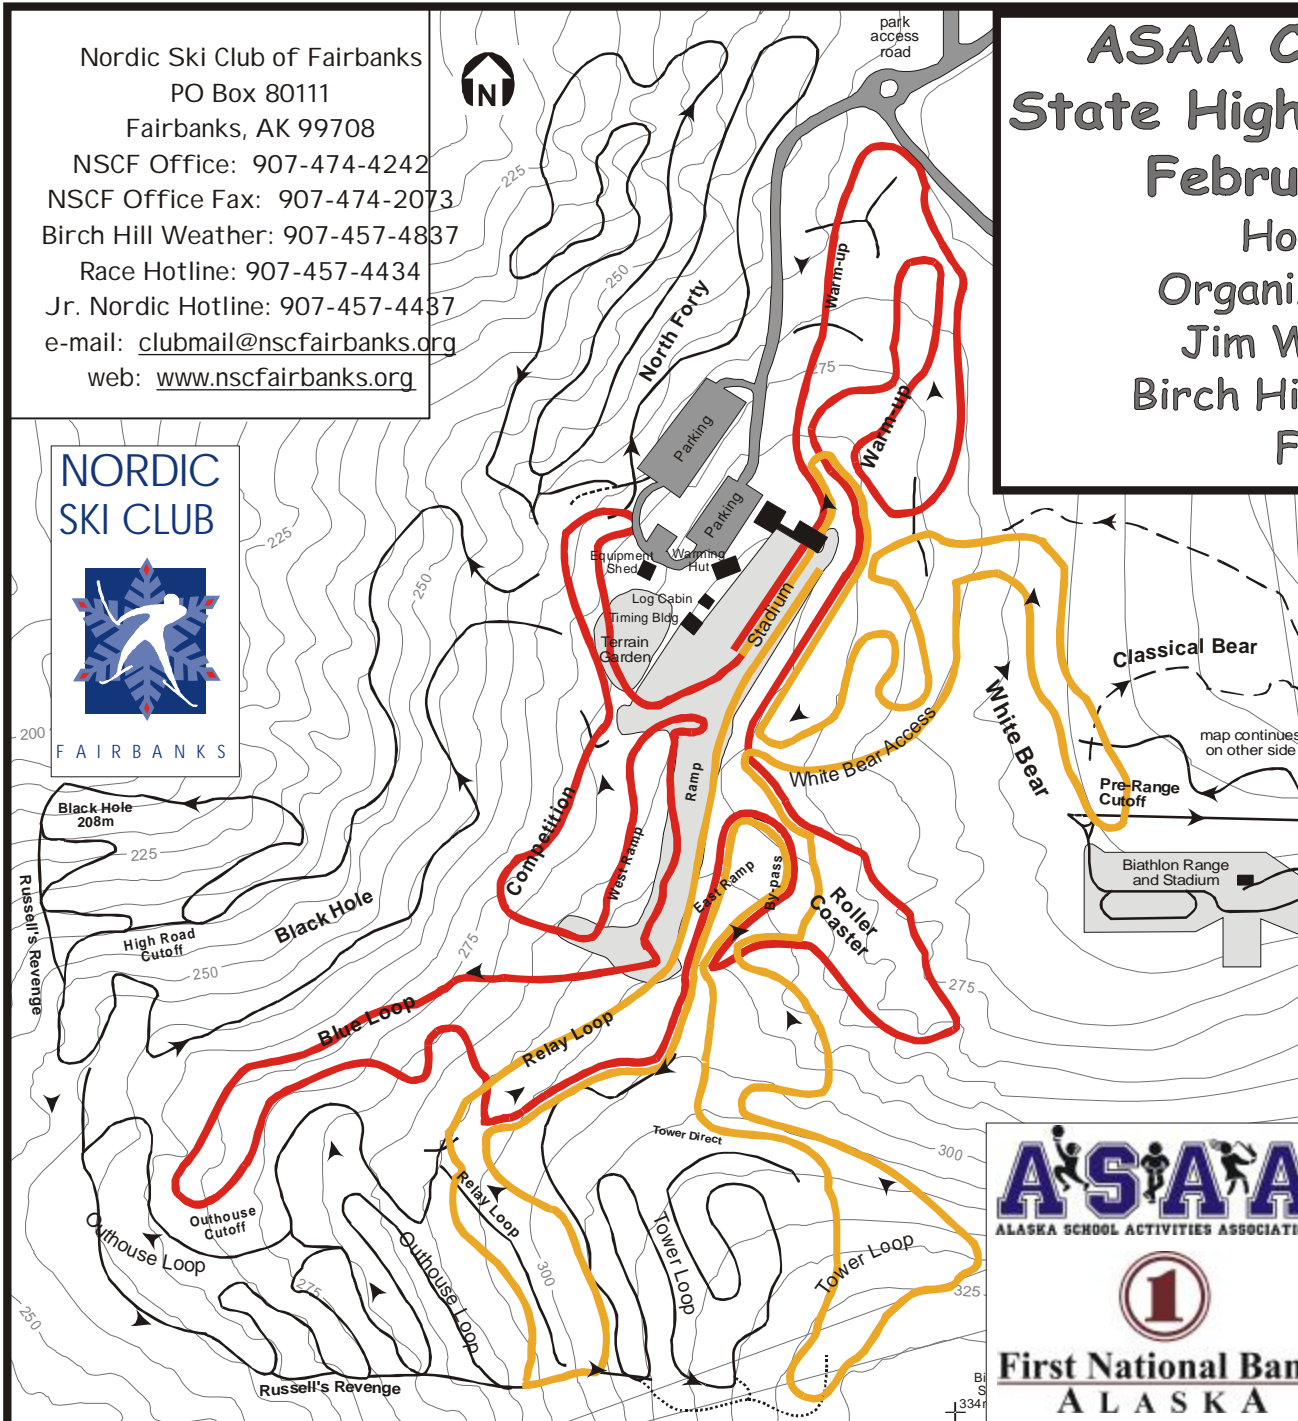 Nordic Ski Club of Fairbanks
PO Box 80111
Fairbanks, AK 99708
NSCF Office: 907-474-4242
NSCF Office Fax: 907-474-2073
Birch Hill Weather: 907-457-4837
Race Hotline: 907-457-4434
Jr. Nordic Hotline: 907-457-4437
e-mail: clubmail@nscfairbanks.org
web: www.nscfairbanks.org
N
park
access
road
ASAA C
State High
Febru
Ho
Organi
Jim W
Birch Hi
F
NORDIC
SKI CLUB
FAIRBANKS
225
250
North Forty
Warm-up
275
Warm-up
Parking
Parking
Equipment
Shed
Warming
Hut
Log Cabin
Timing Bldg
Terrain
Garden
Stadium
225
250
200
Classical Bear
White Bear
White Bear Access
map continues
on other side
Pre-Range
Cutoff
Biathlon Range
and Stadium
Ramp
Competition
West Ramp
East Ramp
By-pass
Roller
Coaster
Black Hole
208m
225
Russell's Revenge
High Road
Cutoff
Black Hole
250
275
275
Blue Loop
Relay Loop
Tower Direct
300
Relay Loop
Outhouse
Cutoff
Outhouse Loop
Outhouse Loop
Tower Loop
Tower Loop
300
275
250
325
Russell's Revenge
Bi
S
334
ASAA
ALASKA SCHOOL ACTIVITIES ASSOCIATI
1
First National Ban
ALASKA